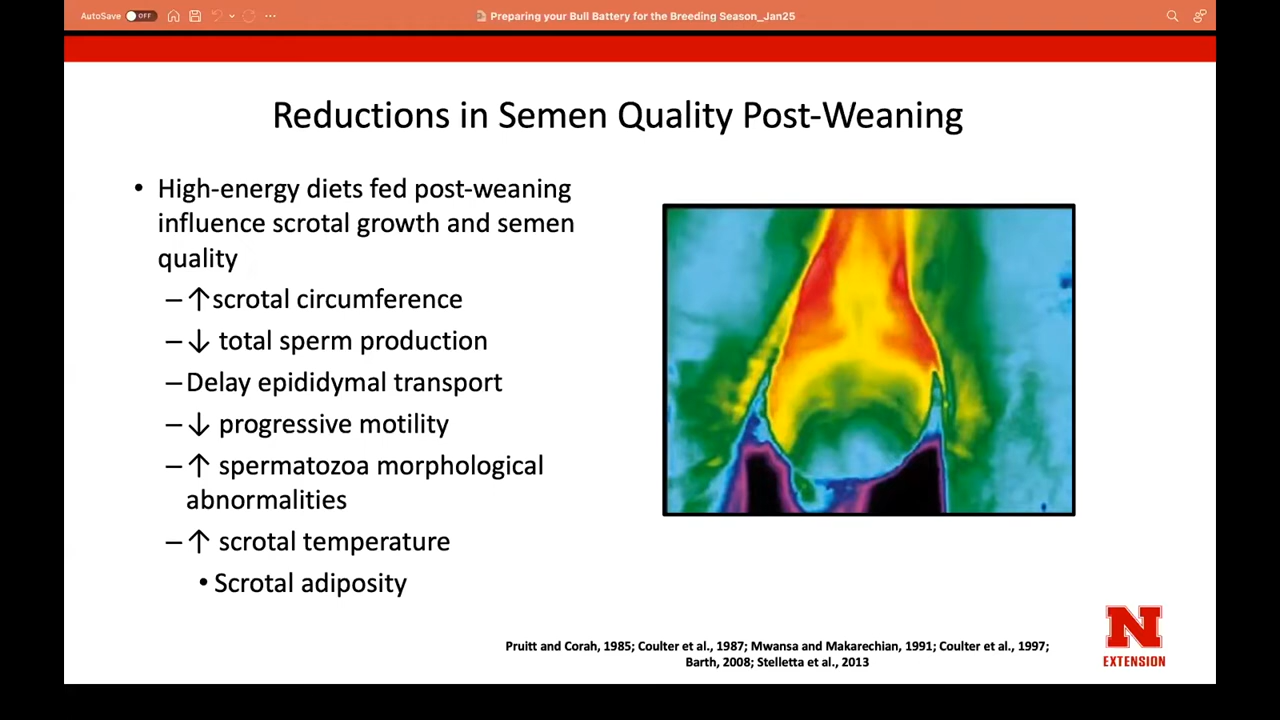 AutoSave OFF Preparing your Bull Battery for the Breeding Season_Jan25
Reductions in Semen Quality Post-Weaning
• High-energy diets fed post-weaning
influence scrotal growth and semen
quality
–↑scrotal circumference
–↓ total sperm production
–Delay epididymal transport
–↓ progressive motility
–↑ spermatozoa morphological
abnormalities
–↑ scrotal temperature
• Scrotal adiposity
Pruitt and Corah, 1985; Coulter et al., 1987; Mwansa and Makarechian, 1991; Coulter et al., 1997;
Barth, 2008; Stelletta et al., 2013
N
EXTENSION